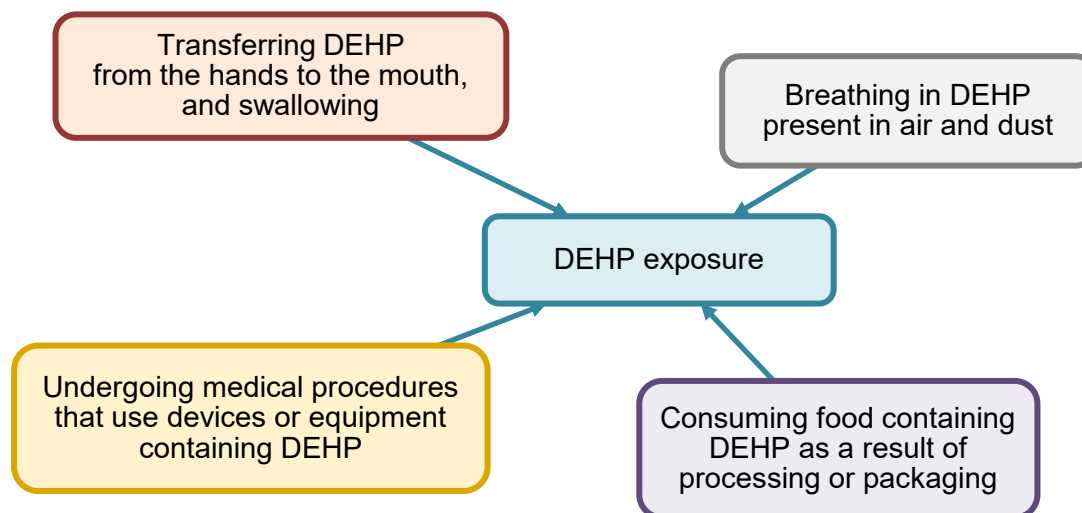 Transferring DEHP
from the hands to the mouth,
and swallowing
Breathing in DEHP
present in air and dust
DEHP exposure
Undergoing medical procedures
that use devices or equipment
containing DEHP
Consuming food containing
DEHP as a result of
processing or packaging